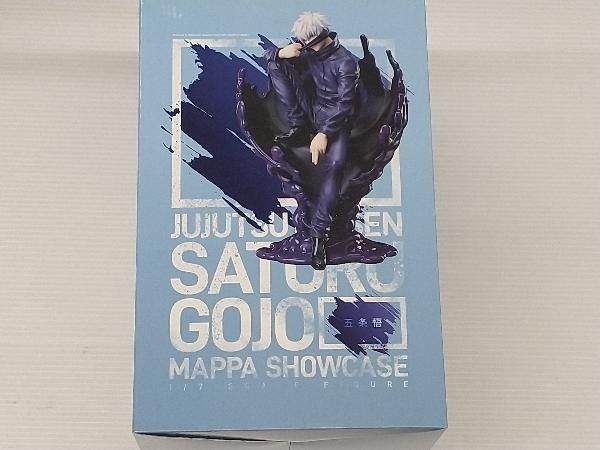 JUJUTSU KAISEN
SATORU
GOJO
五条悟
MAPPA SHOWCASE
1/7 SCALE FIGURE